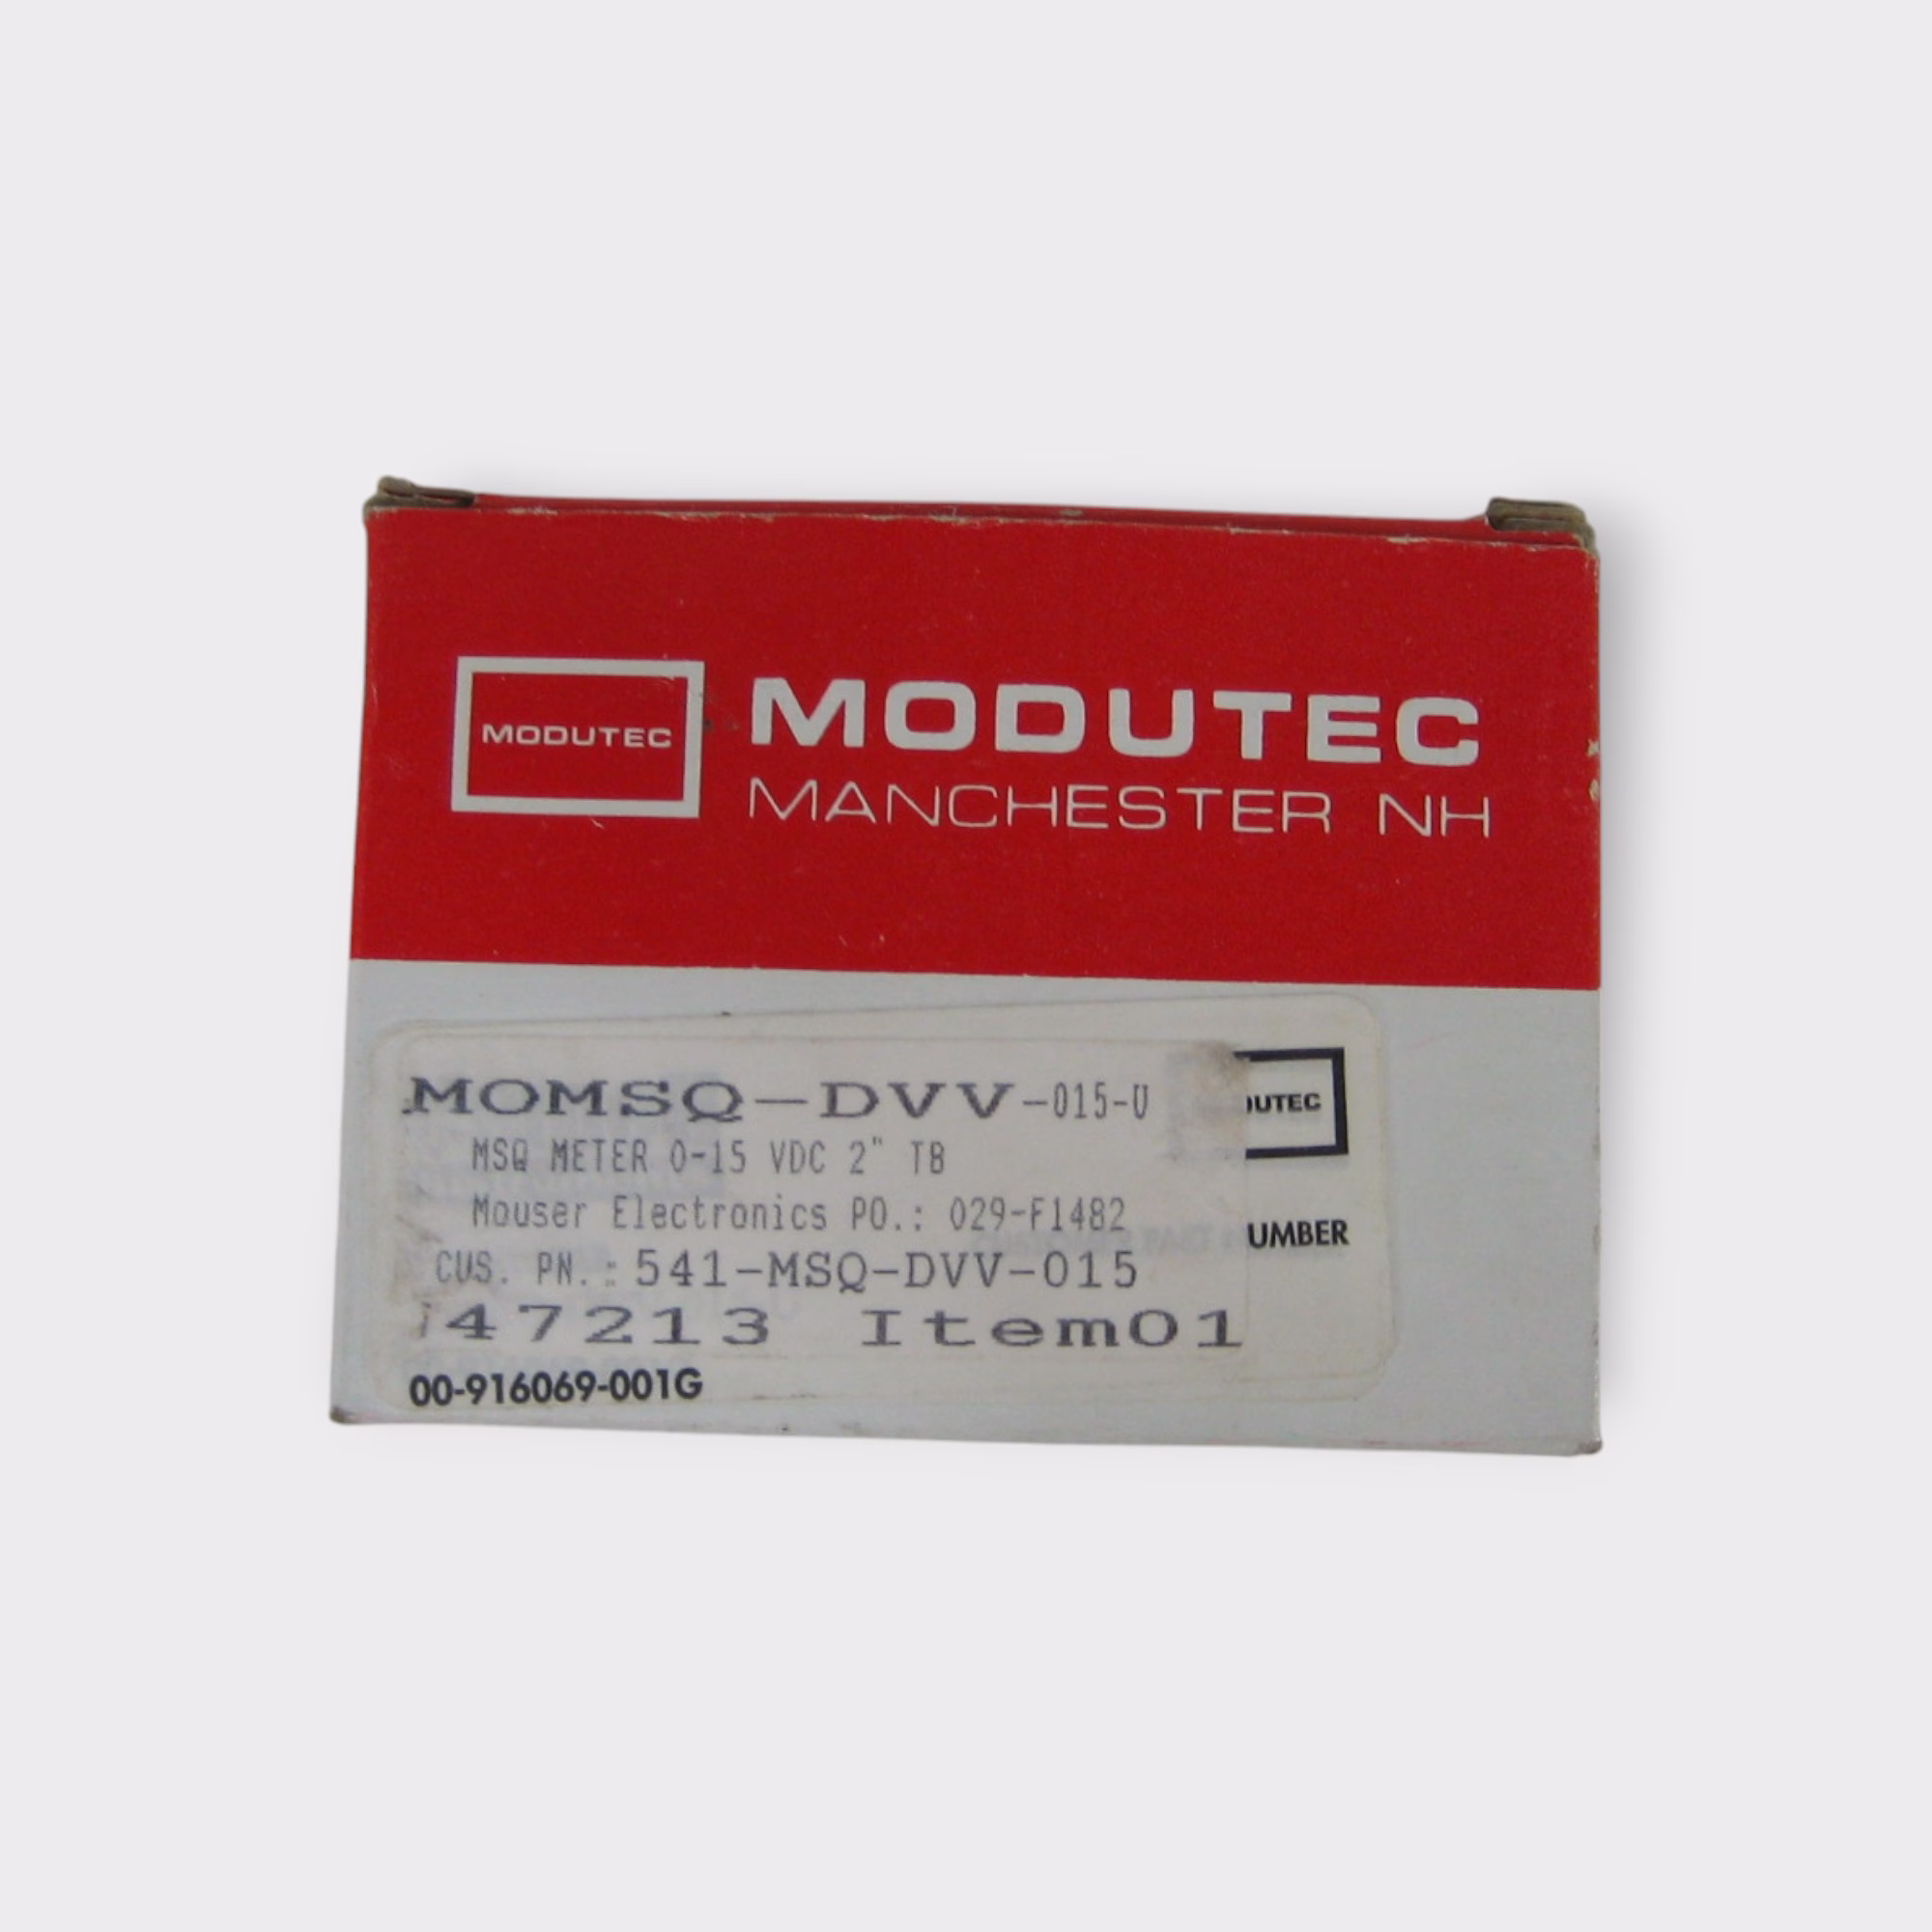 MODUTEC
MODUTEC
MANCHESTER NH
MOMSQ-DVV-015-U
DUTEC
MSQ METER 0-15 VDC 2" TB
Mouser Electronics PO.: 029-F1482
UMBER
CUS. PN.: 541-MSQ-DVV-015
47213 Item01
00-916069-001G